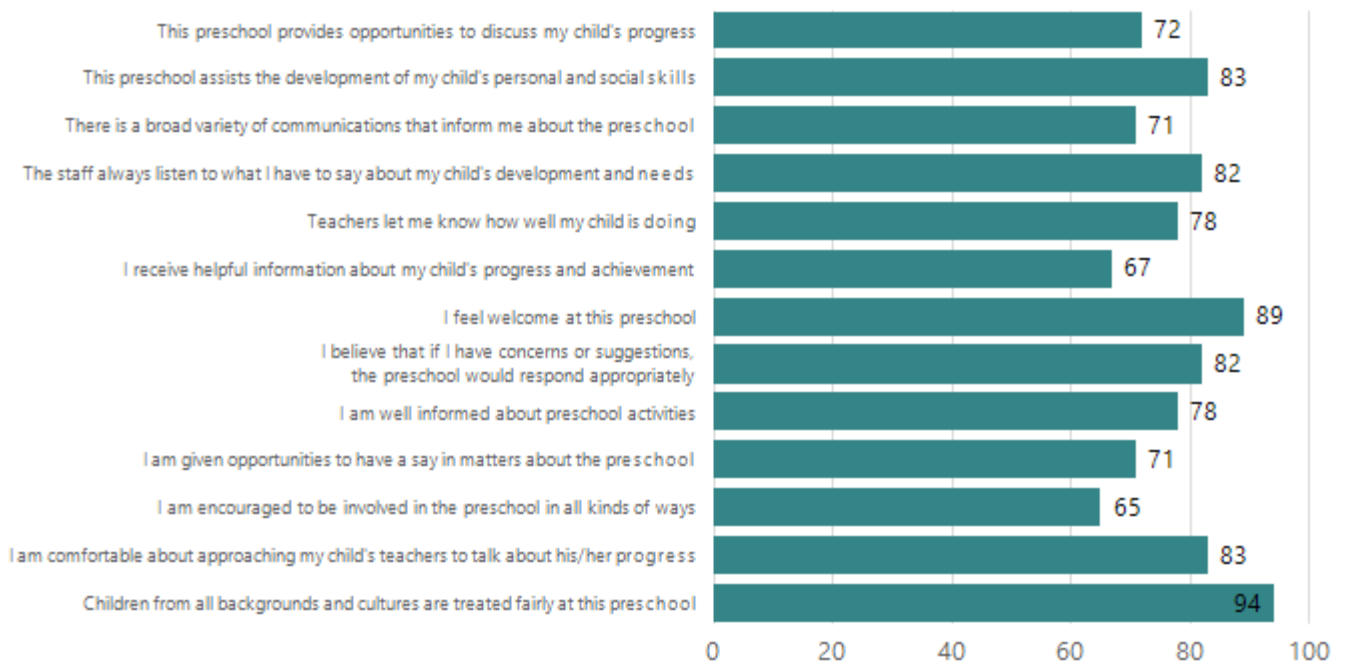 This preschool provides opportunities to discuss my child's progress 72
This preschool assists the development of my child's personal and social skills 83
There is a broad variety of communications that inform me about the preschool 71
The staff always listen to what I have to say about my child's development and needs 82
Teachers let me know how well my child is doing 78
I receive helpful information about my child's progress and achievement 67
I feel welcome at this preschool 89
I believe that if I have concerns or suggestions,
the preschool would respond appropriately 82
I am well informed about preschool activities 78
I am given opportunities to have a say in matters about the preschool 71
I am encouraged to be involved in the preschool in all kinds of ways 65
I am comfortable about approaching my child's teachers to talk about his/her progress 83
Children from all backgrounds and cultures are treated fairly at this preschool 94
0 20 40 60 80 100